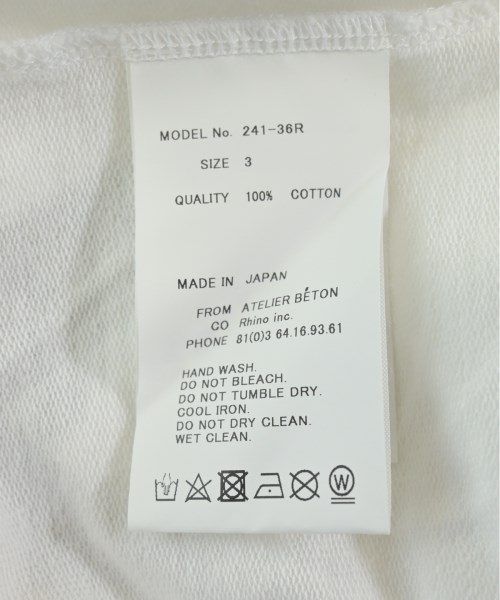 MODEL No. 241-36R
SIZE 3
QUALITY 100% COTTON
MADE IN JAPAN
FROM ATELIER BÉTON
CO Rhino inc.
PHONE 81(0)3 64.16.93.61
HAND WASH.
DO NOT BLEACH.
DO NOT TUMBLE DRY.
COOL IRON.
DO NOT DRY CLEAN.
WET CLEAN.
W